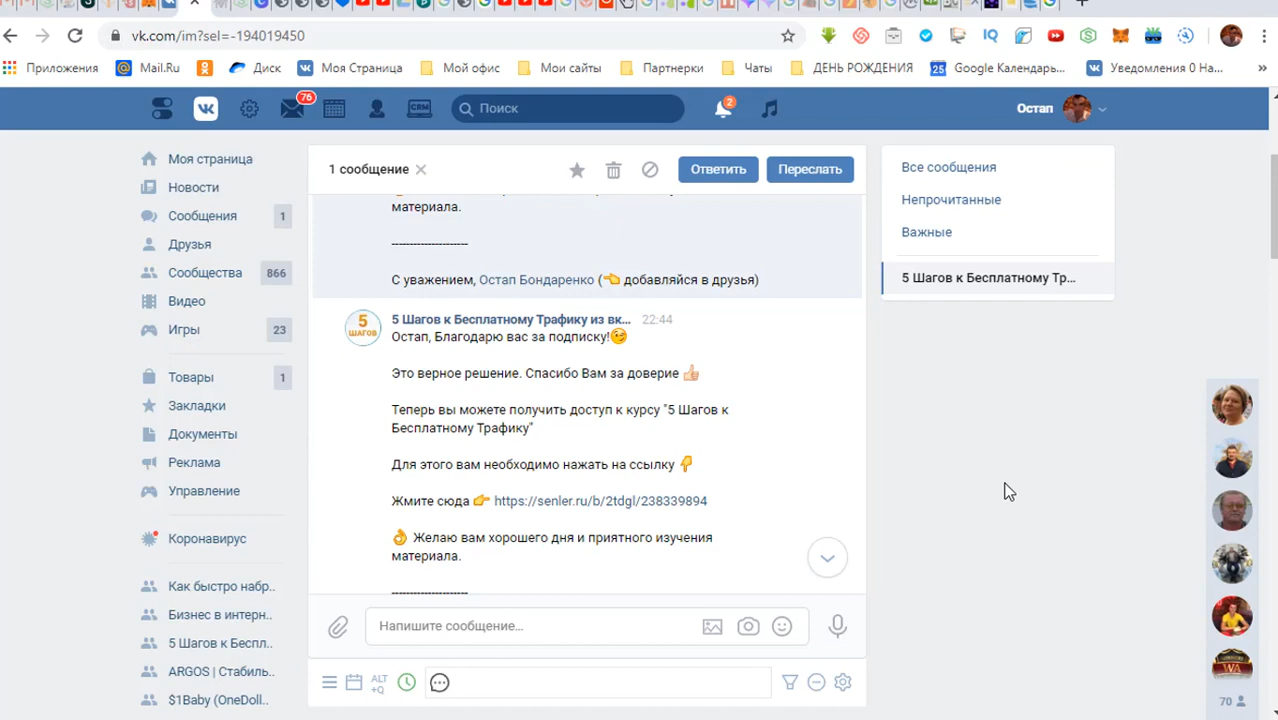 vk.com/im?sel=-194019450
Приложения
Mail.Ru
Диск
Моя Страница
Мой офис
Мои сайты
Партнерки
Чаты
ДЕНЬ РОЖДЕНИЯ
25
Google Календарь...
Уведомления 0 На...
»
76
CRM
Поиск
2
Остап
Моя страница
Новости
Сообщения 1
Друзья
Сообщества 866
Видео
Игры 23
Товары 1
Закладки
Документы
Реклама
Управление
Коронавирус
Как быстро набр..
Бизнес в интерн..
5 Шагов к Беспл..
ARGOS | Стабиль..
$1Baby (OneDoll..
1 сообщение
Ответить
Переслать
материала.
---------------------
С уважением, Остап Бондаренко (👈 добавляйся в друзья)
5 ШАГОВ
5 Шагов к Бесплатному Трафику из вк... 22:44
Остап, Благодарю вас за подписку!😉
Это верное решение. Спасибо Вам за доверие 👍
Теперь вы можете получить доступ к курсу "5 Шагов к
Бесплатному Трафику"
Для этого вам необходимо нажать на ссылку 👇
Жмите сюда 👉 https://senler.ru/b/2tdgl/238339894
👌 Желаю вам хорошего дня и приятного изучения
материала.
---------------------
Напишите сообщение...
ALT
+Q
Все сообщения
Непрочитанные
Важные
5 Шагов к Бесплатному Тр...
WA
70